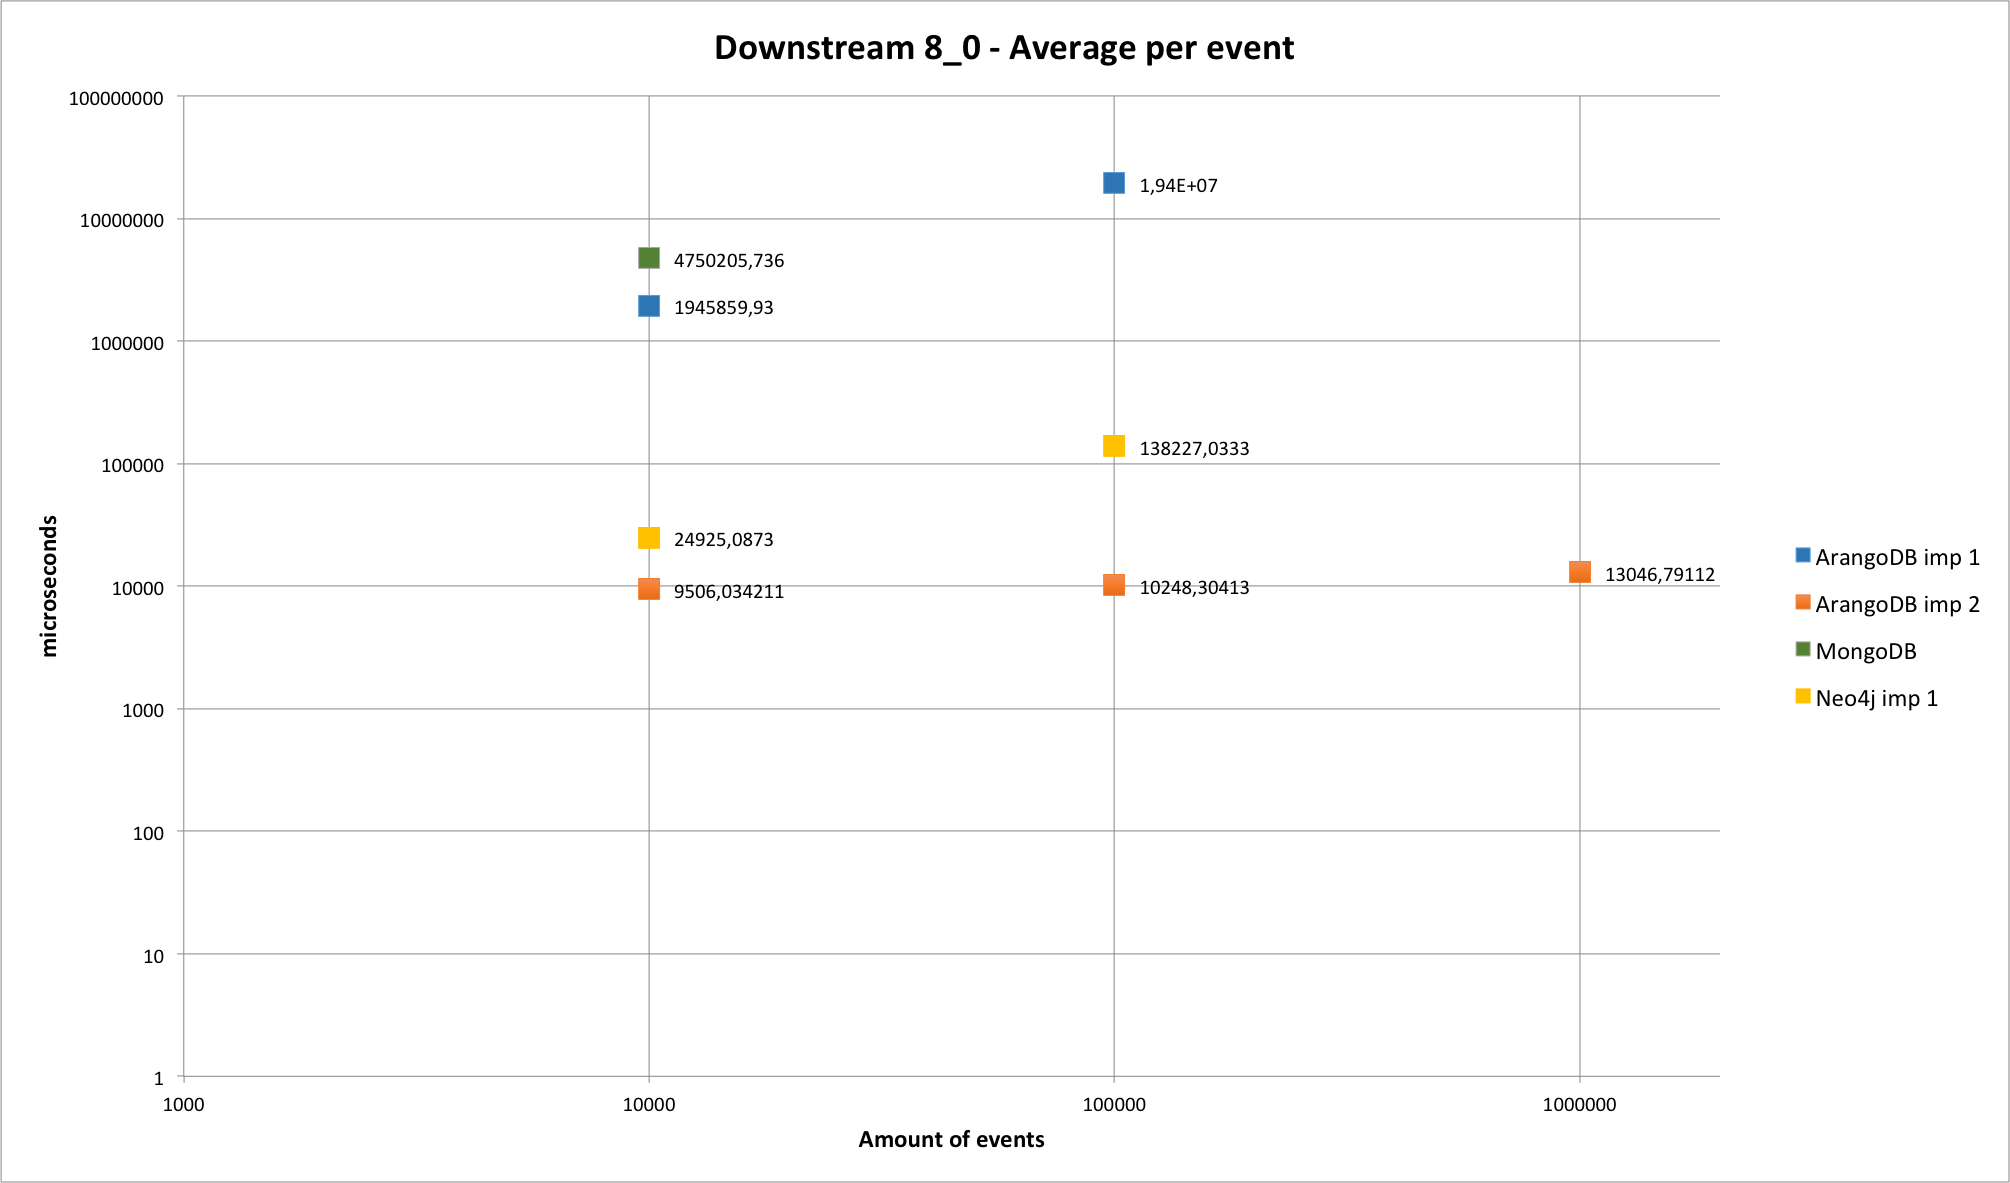 Downstream 8_0 - Average per event
100000000
10000000
1000000
100000
10000
1000
100
10
1
microseconds
1,94E+07
4750205,736
1945859,93
138227,0333
24925,0873
9506,034211
10248,30413
13046,79112
ArangoDB imp 1
ArangoDB imp 2
MongoDB
Neo4j imp 1
1000
10000
100000
1000000
Amount of events